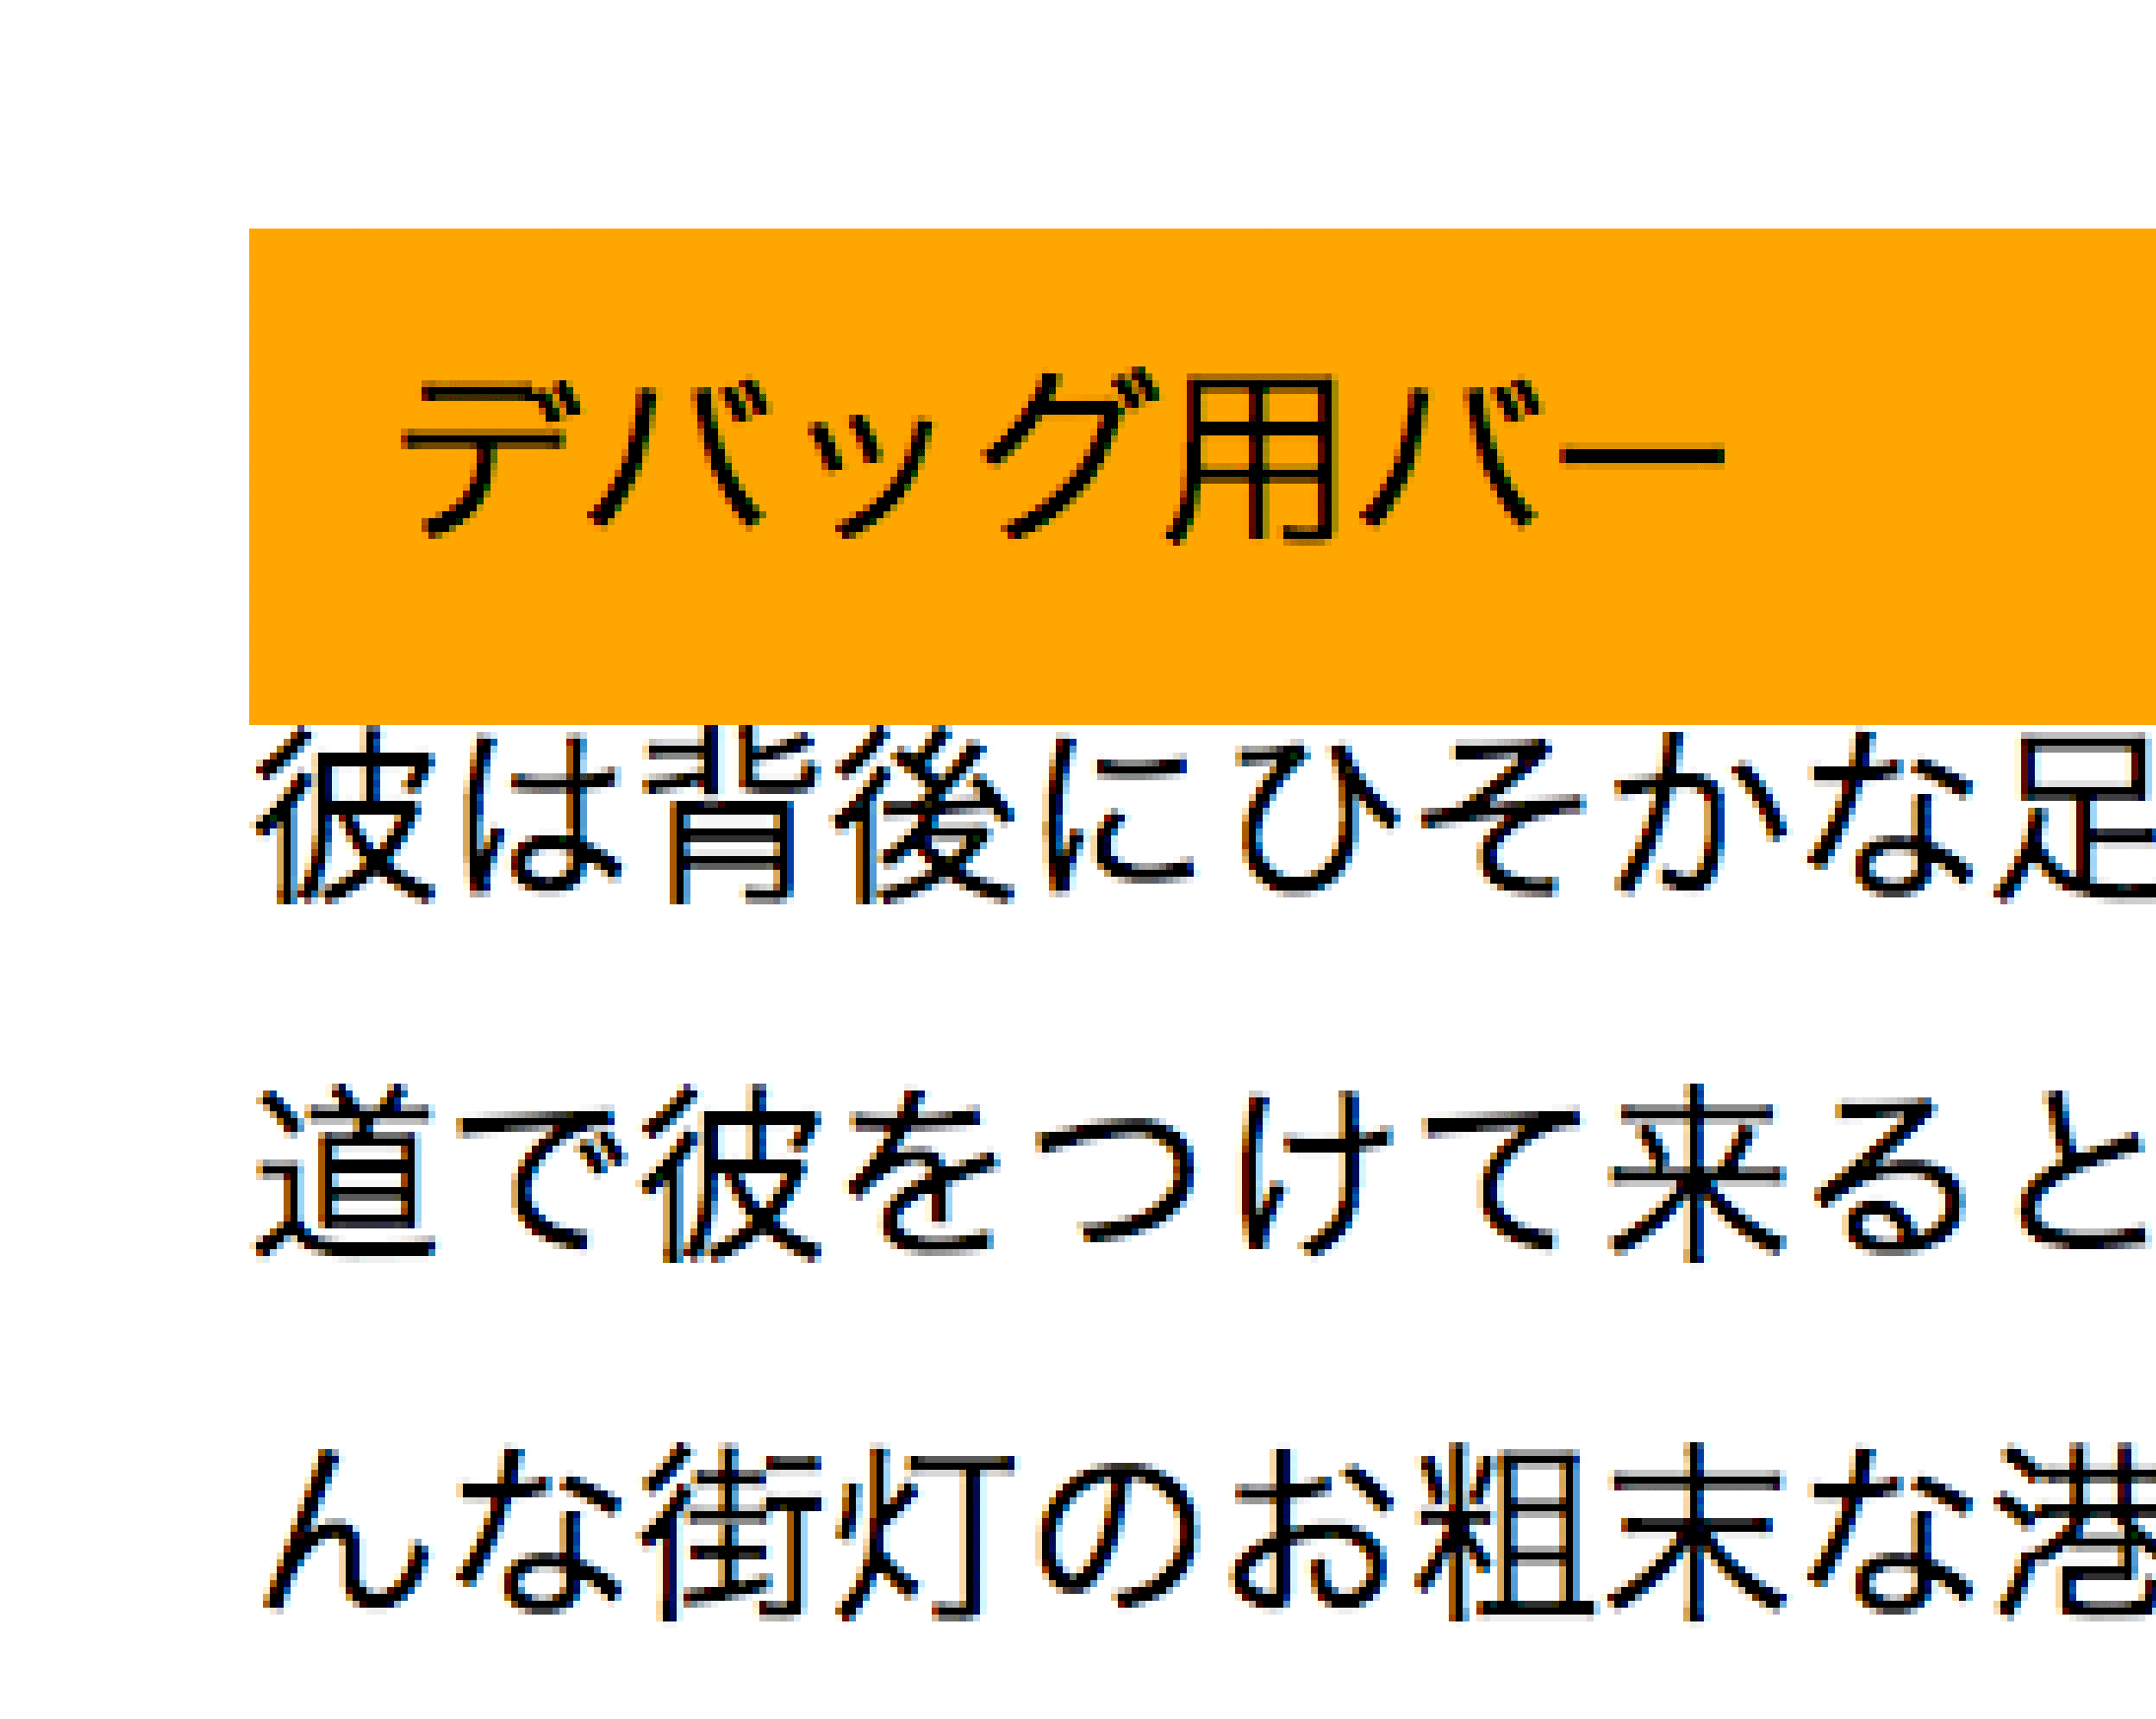 デバッグ用バー
彼は背後にひそかな足
道で彼をつけて来ると
んな街灯のお粗末な港